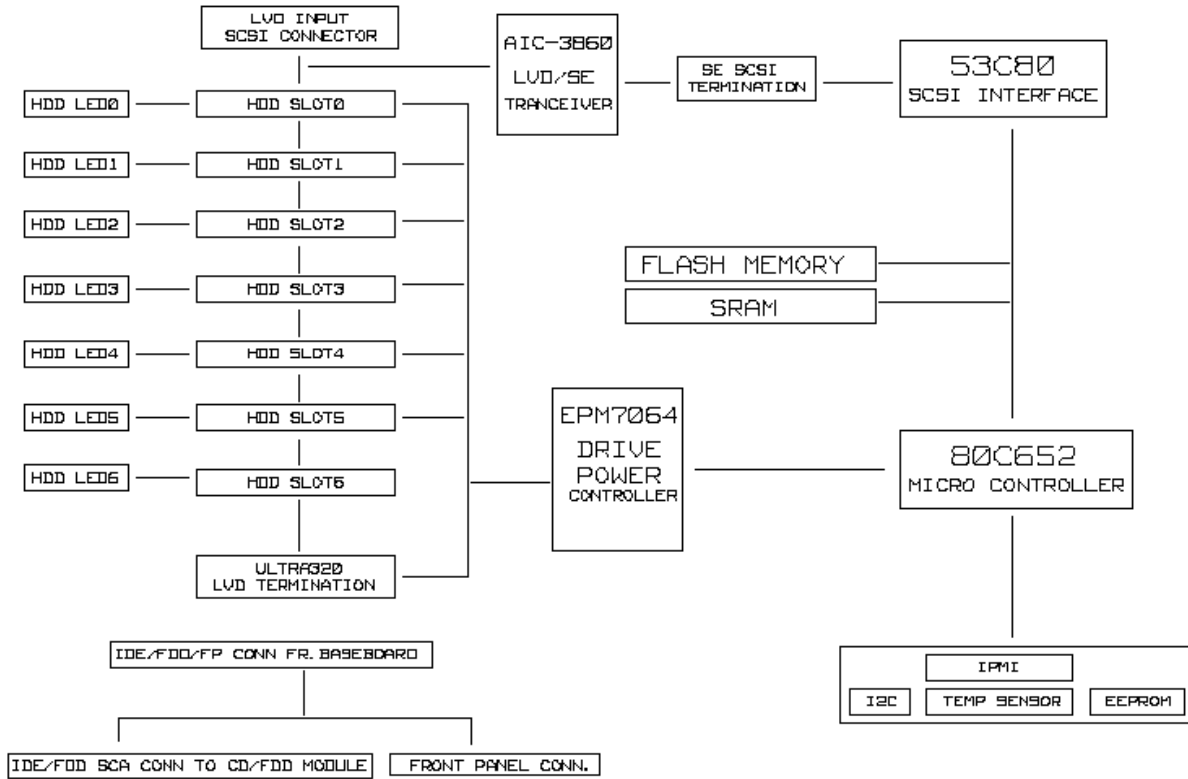 LVD INPUT
SCSI CONNECTOR
AIC-3860
LVD/SE
TRANCEIVER
SE SCSI
TERMINATION
53C80
SCSI INTERFACE
HDD LED0
HDD SLOT0
HDD LED1
HDD SLOT1
HDD LED2
HDD SLOT2
HDD LED3
HDD SLOT3
HDD LED4
HDD SLOT4
HDD LED5
HDD SLOT5
HDD LED6
HDD SLOT6
ULTRA320
LVD TERMINATION
FLASH MEMORY
SRAM
EPM7064
DRIVE
POWER
CONTROLLER
80C652
MICRO CONTROLLER
IDE/FDD/FP CONN FR. BASEBOARD
IDE/FDD SCA CONN TO CD/FDD MODULE
FRONT PANEL CONN.
IPMI
I2C
TEMP SENSOR
EEPROM